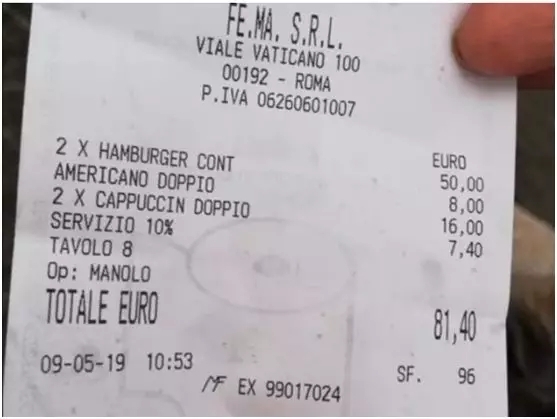 FE.MA. S.R.L.
VIALE VATICANO 100
00192 - ROMA
P.IVA 06260601007
EURO
2 X HAMBURGER CONT 50,00
AMERICANO DOPPIO 8,00
2 X CAPPUCCIN DOPPIO 16,00
SERVIZIO 10% 7,40
TAVOLO 8
Op: MANOLO
TOTALE EURO 81,40
09-05-19 10:53 SF. 96
MF EX 99017024